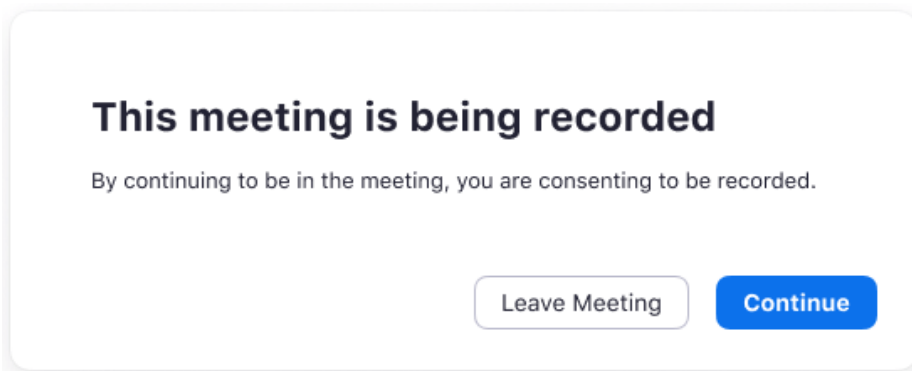 This meeting is being recorded
By continuing to be in the meeting, you are consenting to be recorded.
Leave Meeting
Continue